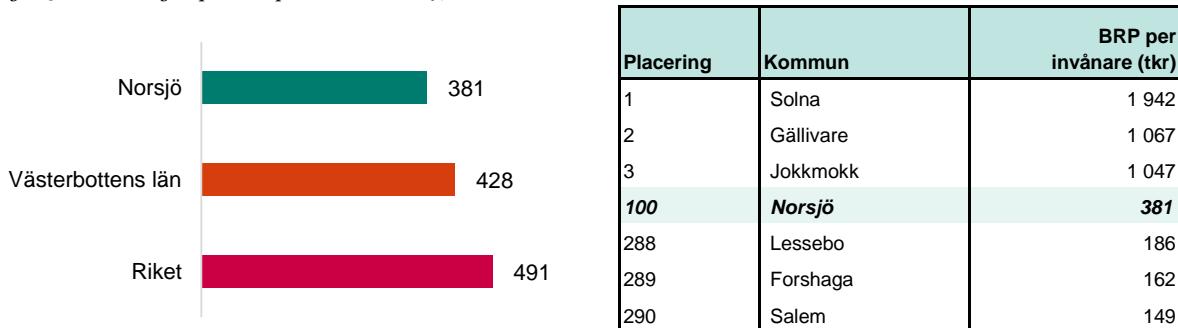 Norsjö 381
Västerbottens län 428
Riket 491
Placering Kommun BRP per invånare (tkr)
1 Solna 1 942
2 Gällivare 1 067
3 Jokkmokk 1 047
100 Norsjö 381
288 Lessebo 186
289 Forshaga 162
290 Salem 149